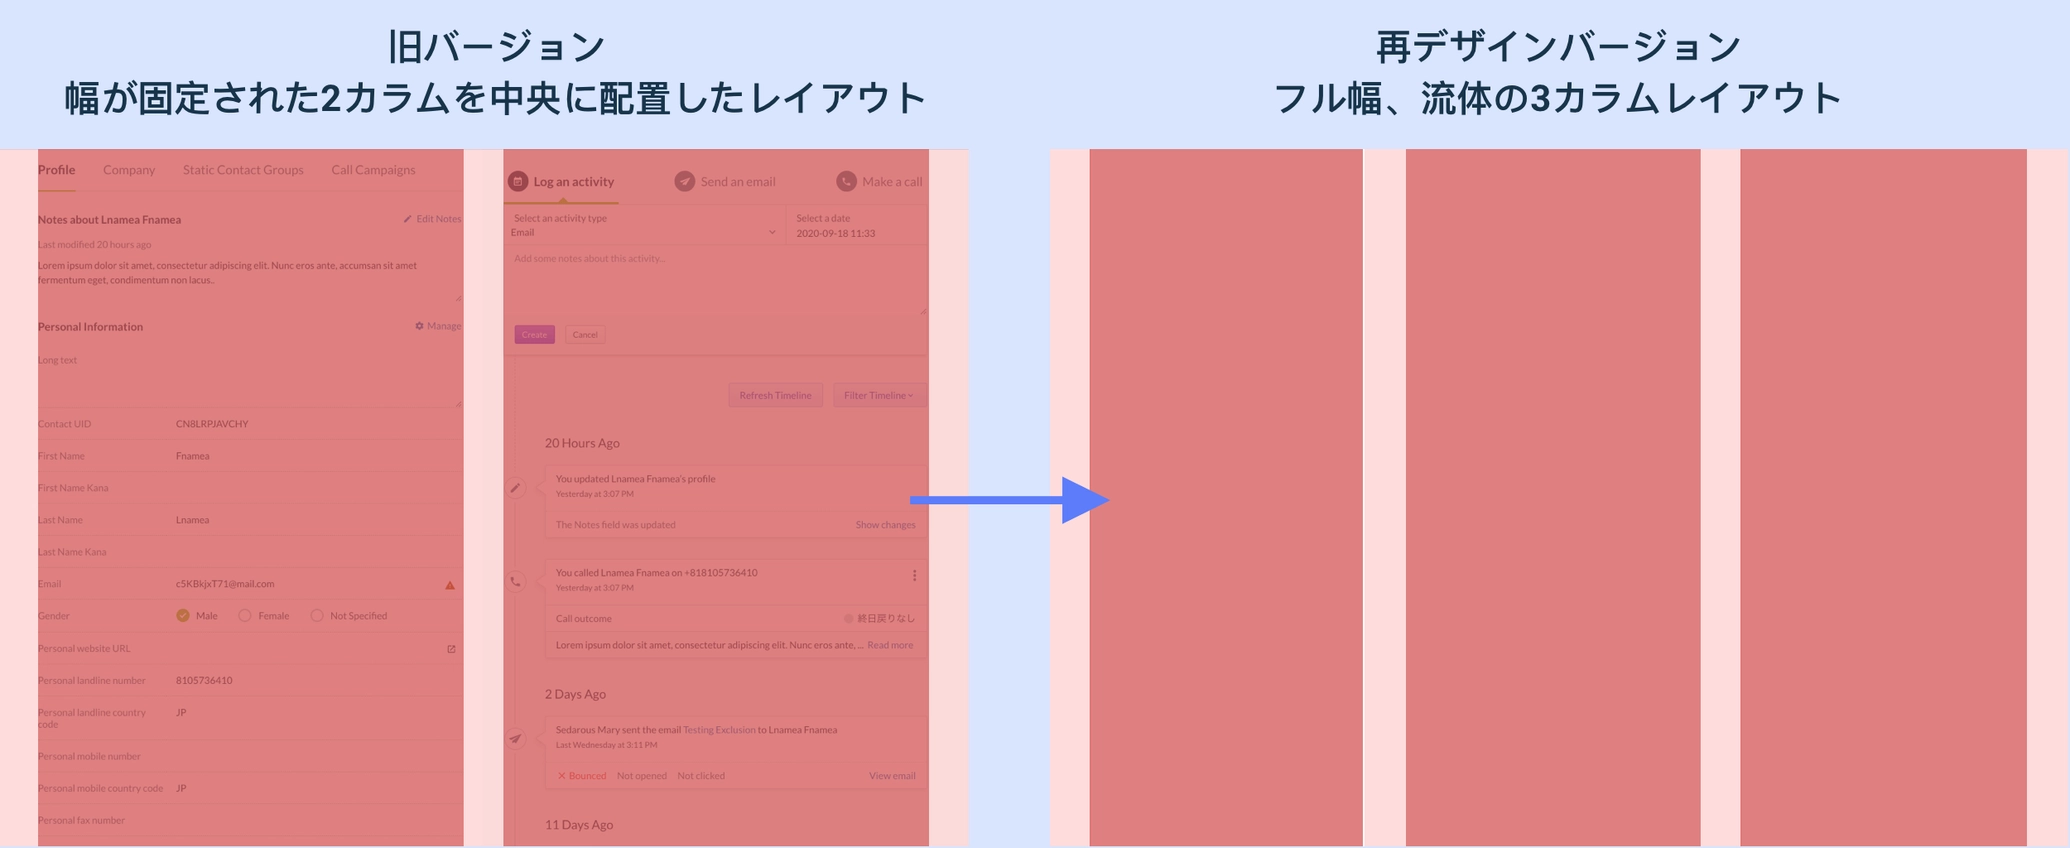 旧バージョン
幅が固定された2カラムを中央に配置したレイアウト
再デザインバージョン
フル幅、流体の3カラムレイアウト
Profile
Company
Static Contact Groups
Call Campaigns
Notes about Lnamea Fnamea
Edit Notes
Last modified 20 hours ago
Lorem ipsum dolor sit amet, consectetur adipiscing elit. Nunc eros ante, accumsan sit amet
fermentum eget, condimentum non lacus..
Personal Information
Manage
Long text
Contact UID
CN8LRPJAVCHY
First Name
Fnamea
First Name Kana
Last Name
Lnamea
Last Name Kana
Email
c5KBkjxT71@mail.com
Gender
Male
Female
Not Specified
Personal website URL
Personal landline number
8105736410
Personal landline country
code
JP
Personal mobile number
Personal mobile country code
JP
Personal fax number
Log an activity
Send an email
Make a call
Select an activity type
Email
Select a date
2020-09-18 11:33
Add some notes about this activity...
Create
Cancel
Refresh Timeline
Filter Timeline
20 Hours Ago
You updated Lnamea Fnamea's profile
Yesterday at 3:07 PM
The Notes field was updated
Show changes
You called Lnamea Fnamea on +818105736410
Yesterday at 3:07 PM
Call outcome
終日戻りなし
Lorem ipsum dolor sit amet, consectetur adipiscing elit. Nunc eros ante, ... Read more
2 Days Ago
Sedarous Mary sent the email Testing Exclusion to Lnamea Fnamea
Last Wednesday at 3:11 PM
Bounced
Not opened
Not clicked
View email
11 Days Ago